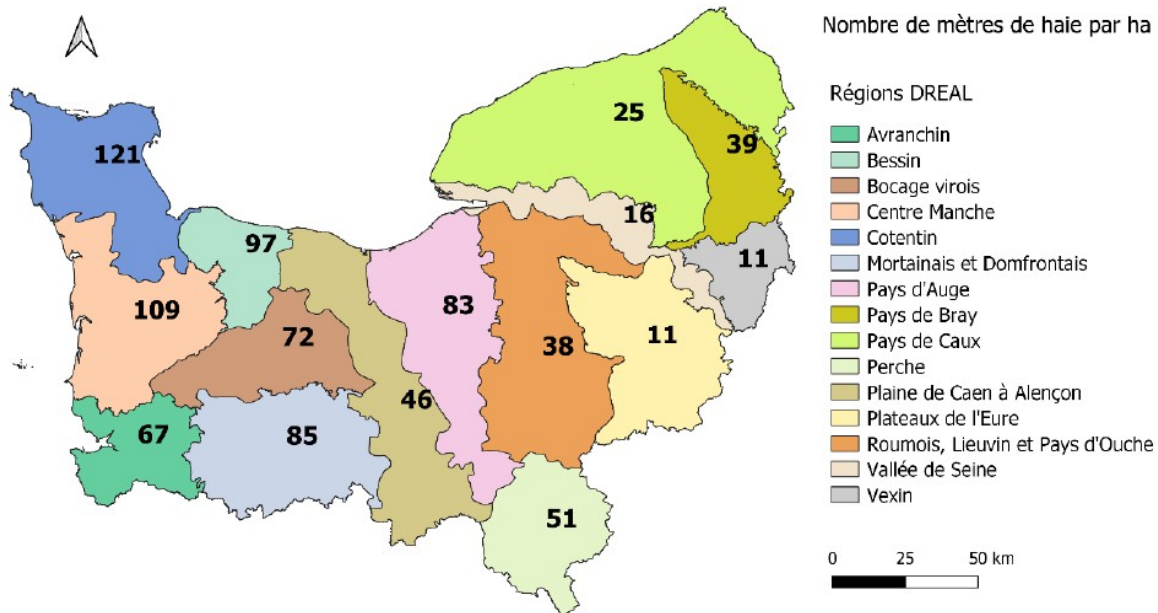 Nombre de mètres de haie par ha
Régions DREAL
Avranchin
Bessin
Bocage virois
Centre Manche
Cotentin
Mortainais et Domfrontais
Pays d'Auge
Pays de Bray
Pays de Caux
Perche
Plaine de Caen à Alençon
Plateaux de l'Eure
Roumois, Lieuvin et Pays d'Ouche
Vallée de Seine
Vexin
0 25 50 km
25
39
121
16
97
11
109
83
72
38
11
46
67
85
51